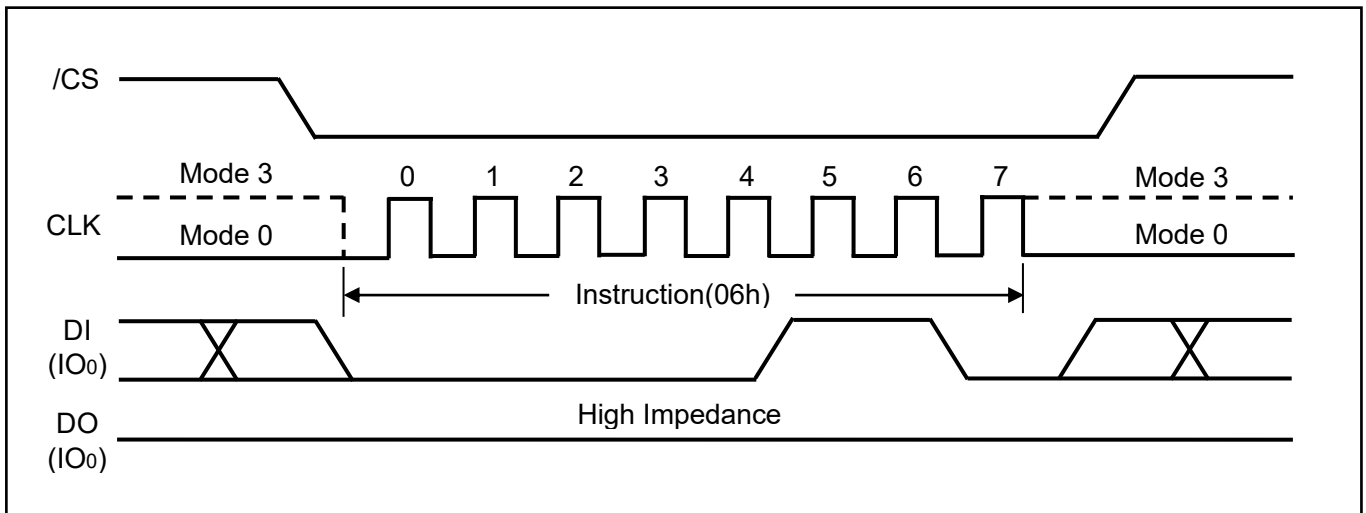 /CS
Mode 3
0 1 2 3 4 5 6 7
Mode 3
CLK
Mode 0
Mode 0
Instruction(06h)
DI
(IO0)
High Impedance
DO
(IO0)